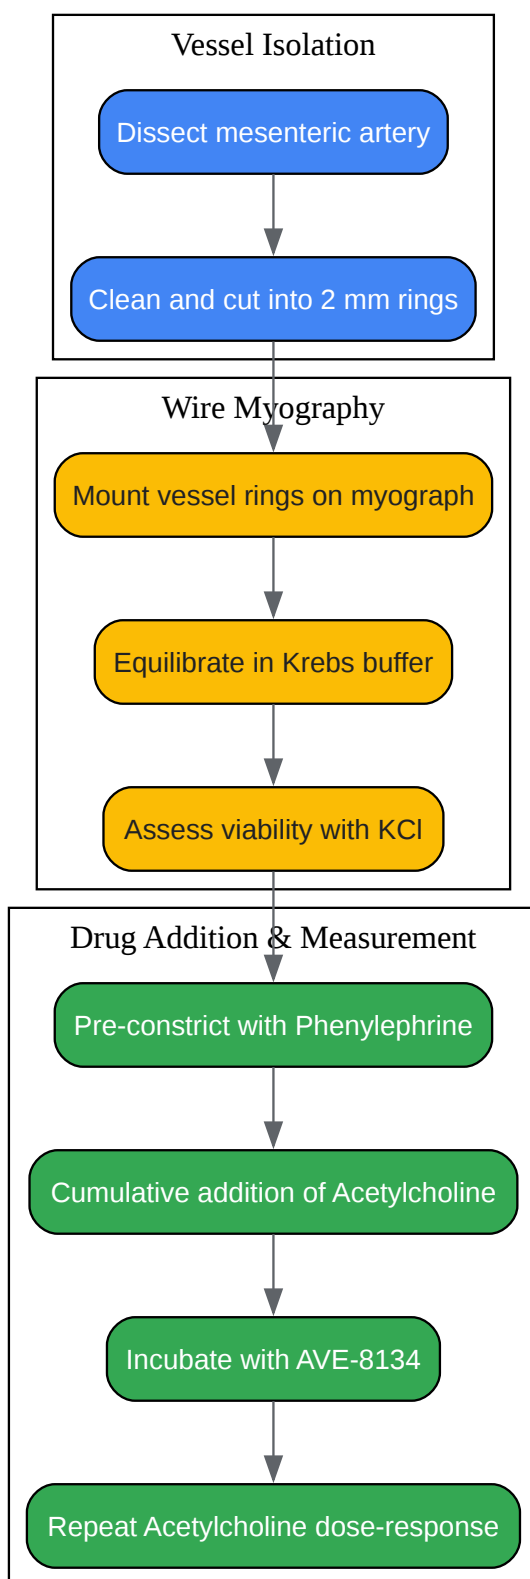 Vessel Isolation
Dissect mesenteric artery
Clean and cut into 2 mm rings
Wire Myography
Mount vessel rings on myograph
Equilibrate in Krebs buffer
Assess viability with KCl
Drug Addition & Measurement
Pre-constrict with Phenylephrine
Cumulative addition of Acetylcholine
Incubate with AVE-8134
Repeat Acetylcholine dose-response